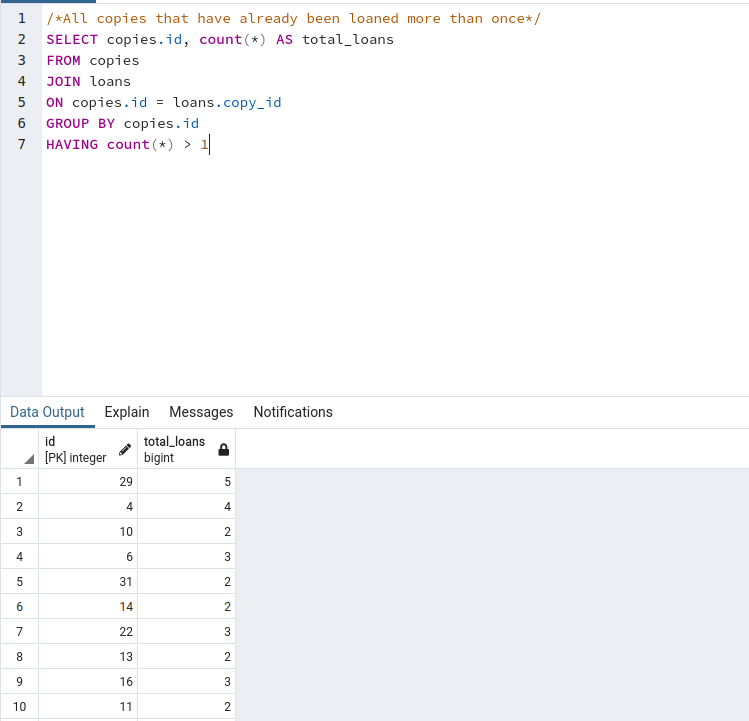 1 /*All copies that have already been loaned more than once*/
2 SELECT copies.id, count(*) AS total_loans
3 FROM copies
4 JOIN loans
5 ON copies.id = loans.copy_id
6 GROUP BY copies.id
7 HAVING count(*) > 1
Data Output Explain Messages Notifications
id total_loans
[PK] integer bigint
1 29 5
2 4 4
3 10 2
4 6 3
5 31 2
6 14 2
7 22 3
8 13 2
9 16 3
10 11 2